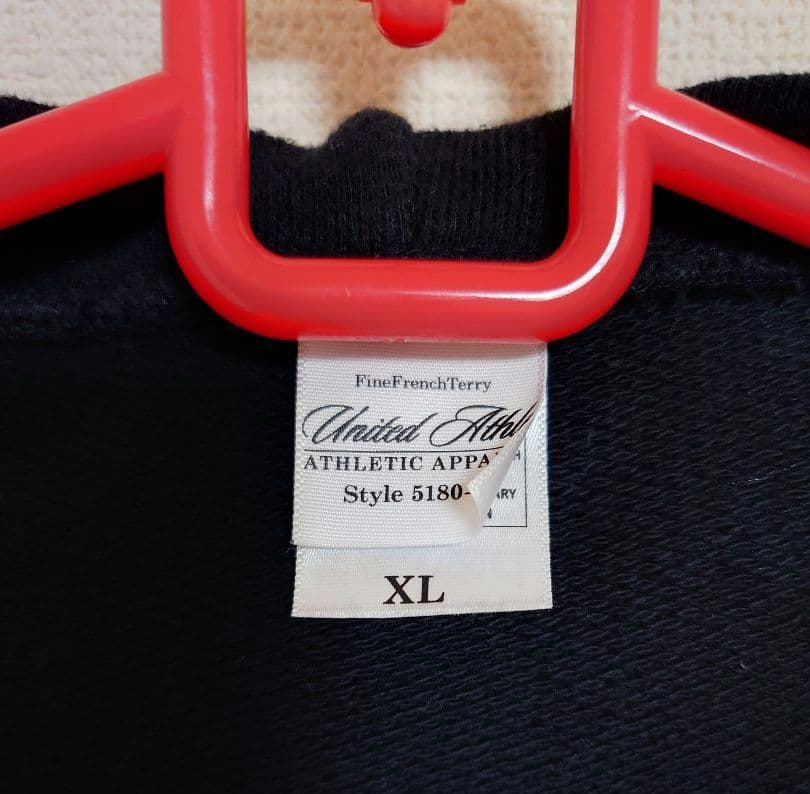 FineFrenchTerry
United Athl
ATHLETIC APPA
Style 5180-
XL